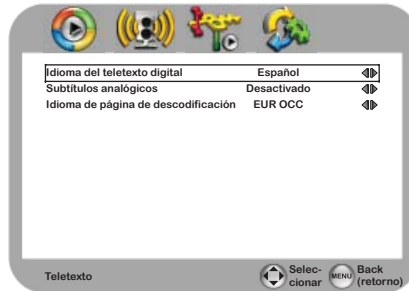 Idioma del teletexto digital Español
Subtítulos analógicos Desactivado
Idioma de página de descodificación EUR OCC
Teletexto
Selec-
cionar
MENU
Back
(retorno)